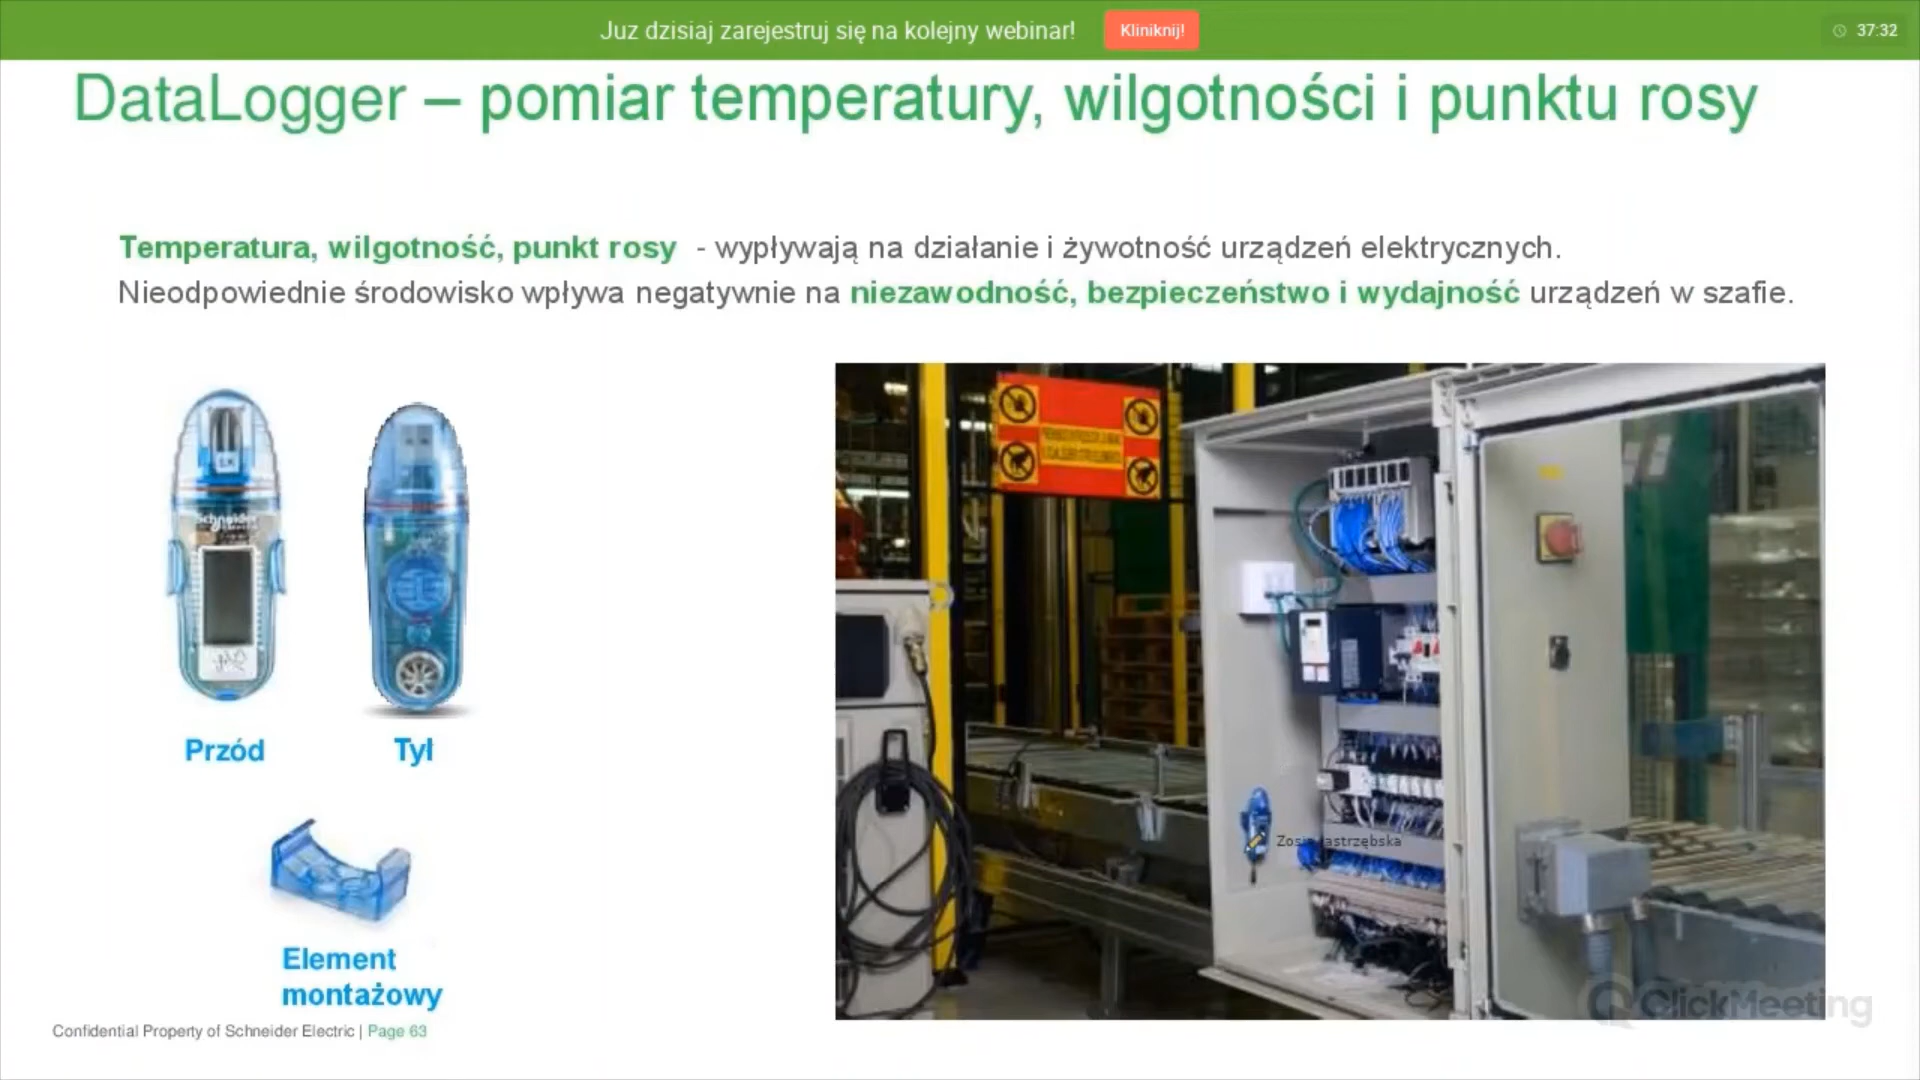 Juz dzisiaj zarejestruj się na kolejny webinar! Kliniknij! 37:32
DataLogger – pomiar temperatury, wilgotności i punktu rosy
Temperatura, wilgotność, punkt rosy - wypływają na działanie i żywotność urządzeń elektrycznych.
Nieodpowiednie środowisko wpływa negatywnie na niezawodność, bezpieczeństwo i wydajność urządzeń w szafie.
Schneider
Przód Tył
Zosia Jastrzębska
Element
montażowy
ClickMeeting
Confidential Property of Schneider Electric | Page 63